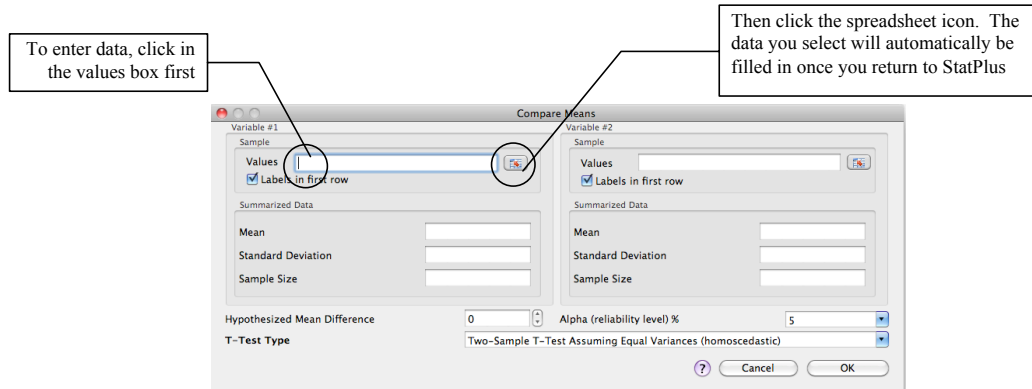 To enter data, click in
the values box first
Then click the spreadsheet icon.  The
data you select will automatically be
filled in once you return to StatPlus
Compare Means
Variable #1
Sample
Values
Labels in first row
Summarized Data
Mean
Standard Deviation
Sample Size
Variable #2
Sample
Values
Labels in first row
Summarized Data
Mean
Standard Deviation
Sample Size
Hypothesized Mean Difference 0
Alpha (reliability level) % 5
T-Test Type Two-Sample T-Test Assuming Equal Variances (homoscedastic)
? Cancel OK